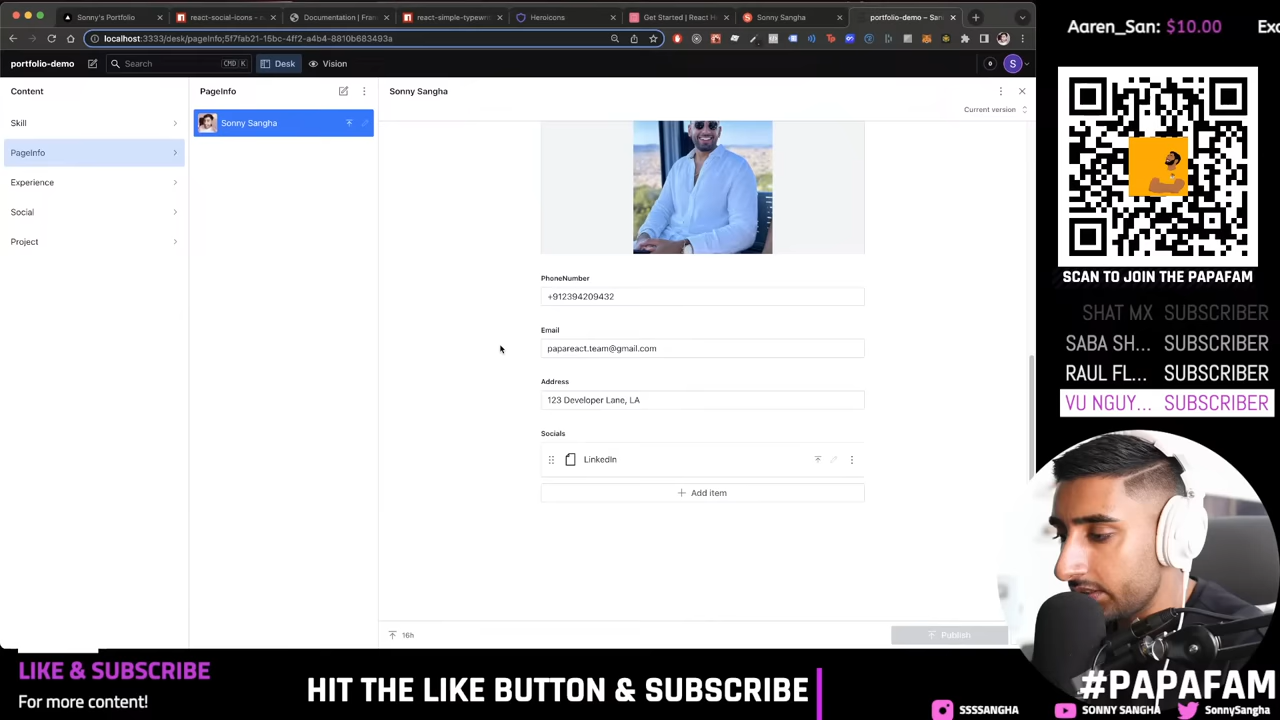 Sonny's Portfolio
react-social-icons - n
Documentation | Fran
react-simple-typewr
Heroicons
Get Started | React H
Sonny Sangha
portfolio-demo – San
localhost:3333/desk/pageInfo;5f7fab21-15bc-4ff2-a4b4-8810b683493a
portfolio-demo
Search
CMD K
Desk
Vision
0
S
Content
PageInfo
Sonny Sangha
Current version
Skill
PageInfo
Experience
Social
Project
Sonny Sangha
PhoneNumber
+912394209432
Email
papareact.team@gmail.com
Address
123 Developer Lane, LA
Socials
LinkedIn
Add item
16h
Publish
Aaren_San: $10.00
SCAN TO JOIN THE PAPAFAM
SHAT MX SUBSCRIBER
SABA SH... SUBSCRIBER
RAUL FL... SUBSCRIBER
VU NGUY... SUBSCRIBER
LIKE & SUBSCRIBE
For more content!
HIT THE LIKE BUTTON & SUBSCRIBE
#PAPAFAM
SSSSANGHA
SONNY SANGHA
SonnySangha